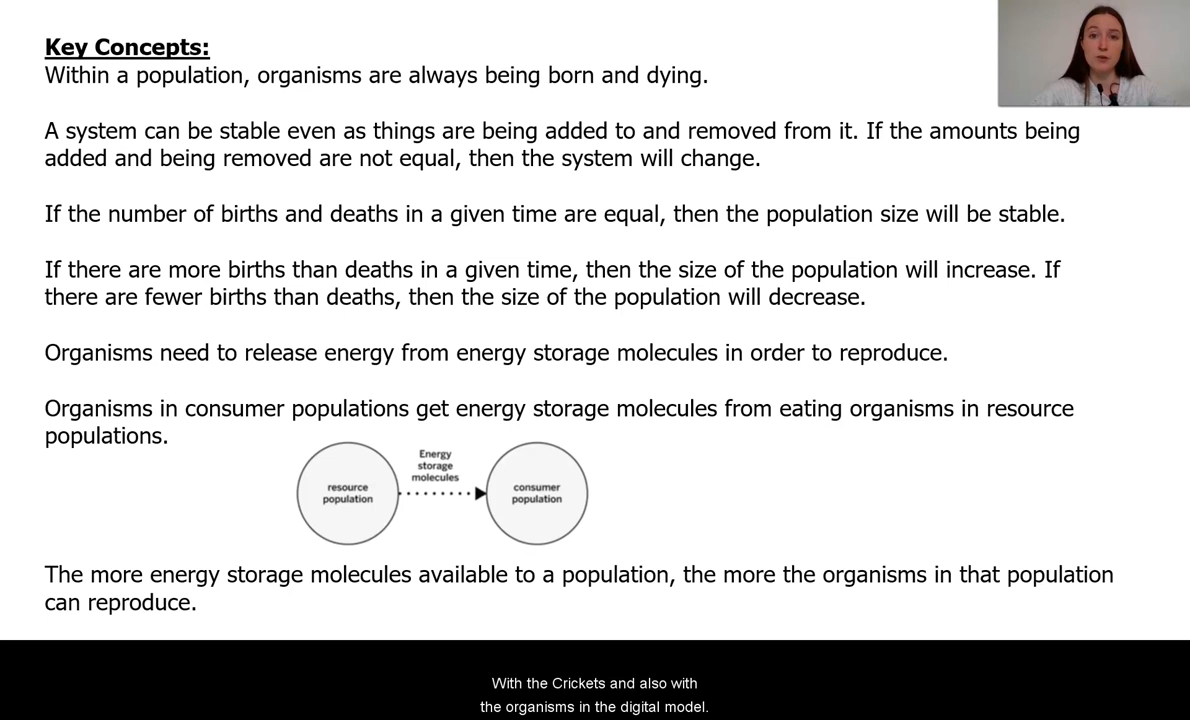 Key Concepts:
Within a population, organisms are always being born and dying.
A system can be stable even as things are being added to and removed from it. If the amounts being
added and being removed are not equal, then the system will change.
If the number of births and deaths in a given time are equal, then the population size will be stable.
If there are more births than deaths in a given time, then the size of the population will increase. If
there are fewer births than deaths, then the size of the population will decrease.
Organisms need to release energy from energy storage molecules in order to reproduce.
Organisms in consumer populations get energy storage molecules from eating organisms in resource
populations.
Energy
storage
molecules
resource
population
consumer
population
The more energy storage molecules available to a population, the more the organisms in that population
can reproduce.
With the Crickets and also with
the organisms in the digital model.